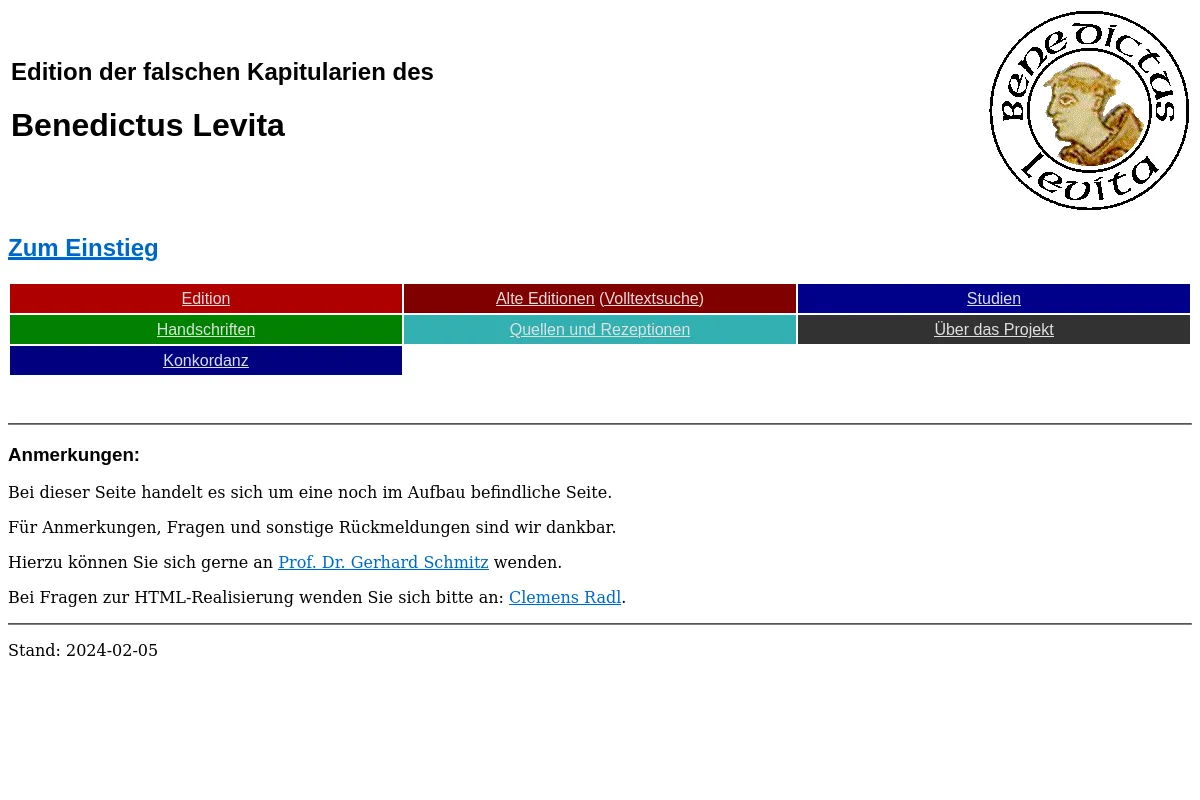 Edition der falschen Kapitularien des
Benedictus Levita
Benedictus
Levita
Zum Einstieg
Edition
Alte Editionen (Volltextsuche)
Studien
Handschriften
Quellen und Rezeptionen
Über das Projekt
Konkordanz
Anmerkungen:
Bei dieser Seite handelt es sich um eine noch im Aufbau befindliche Seite.
Für Anmerkungen, Fragen und sonstige Rückmeldungen sind wir dankbar.
Hierzu können Sie sich gerne an Prof. Dr. Gerhard Schmitz wenden.
Bei Fragen zur HTML-Realisierung wenden Sie sich bitte an: Clemens Radl.
Stand: 2024-02-05